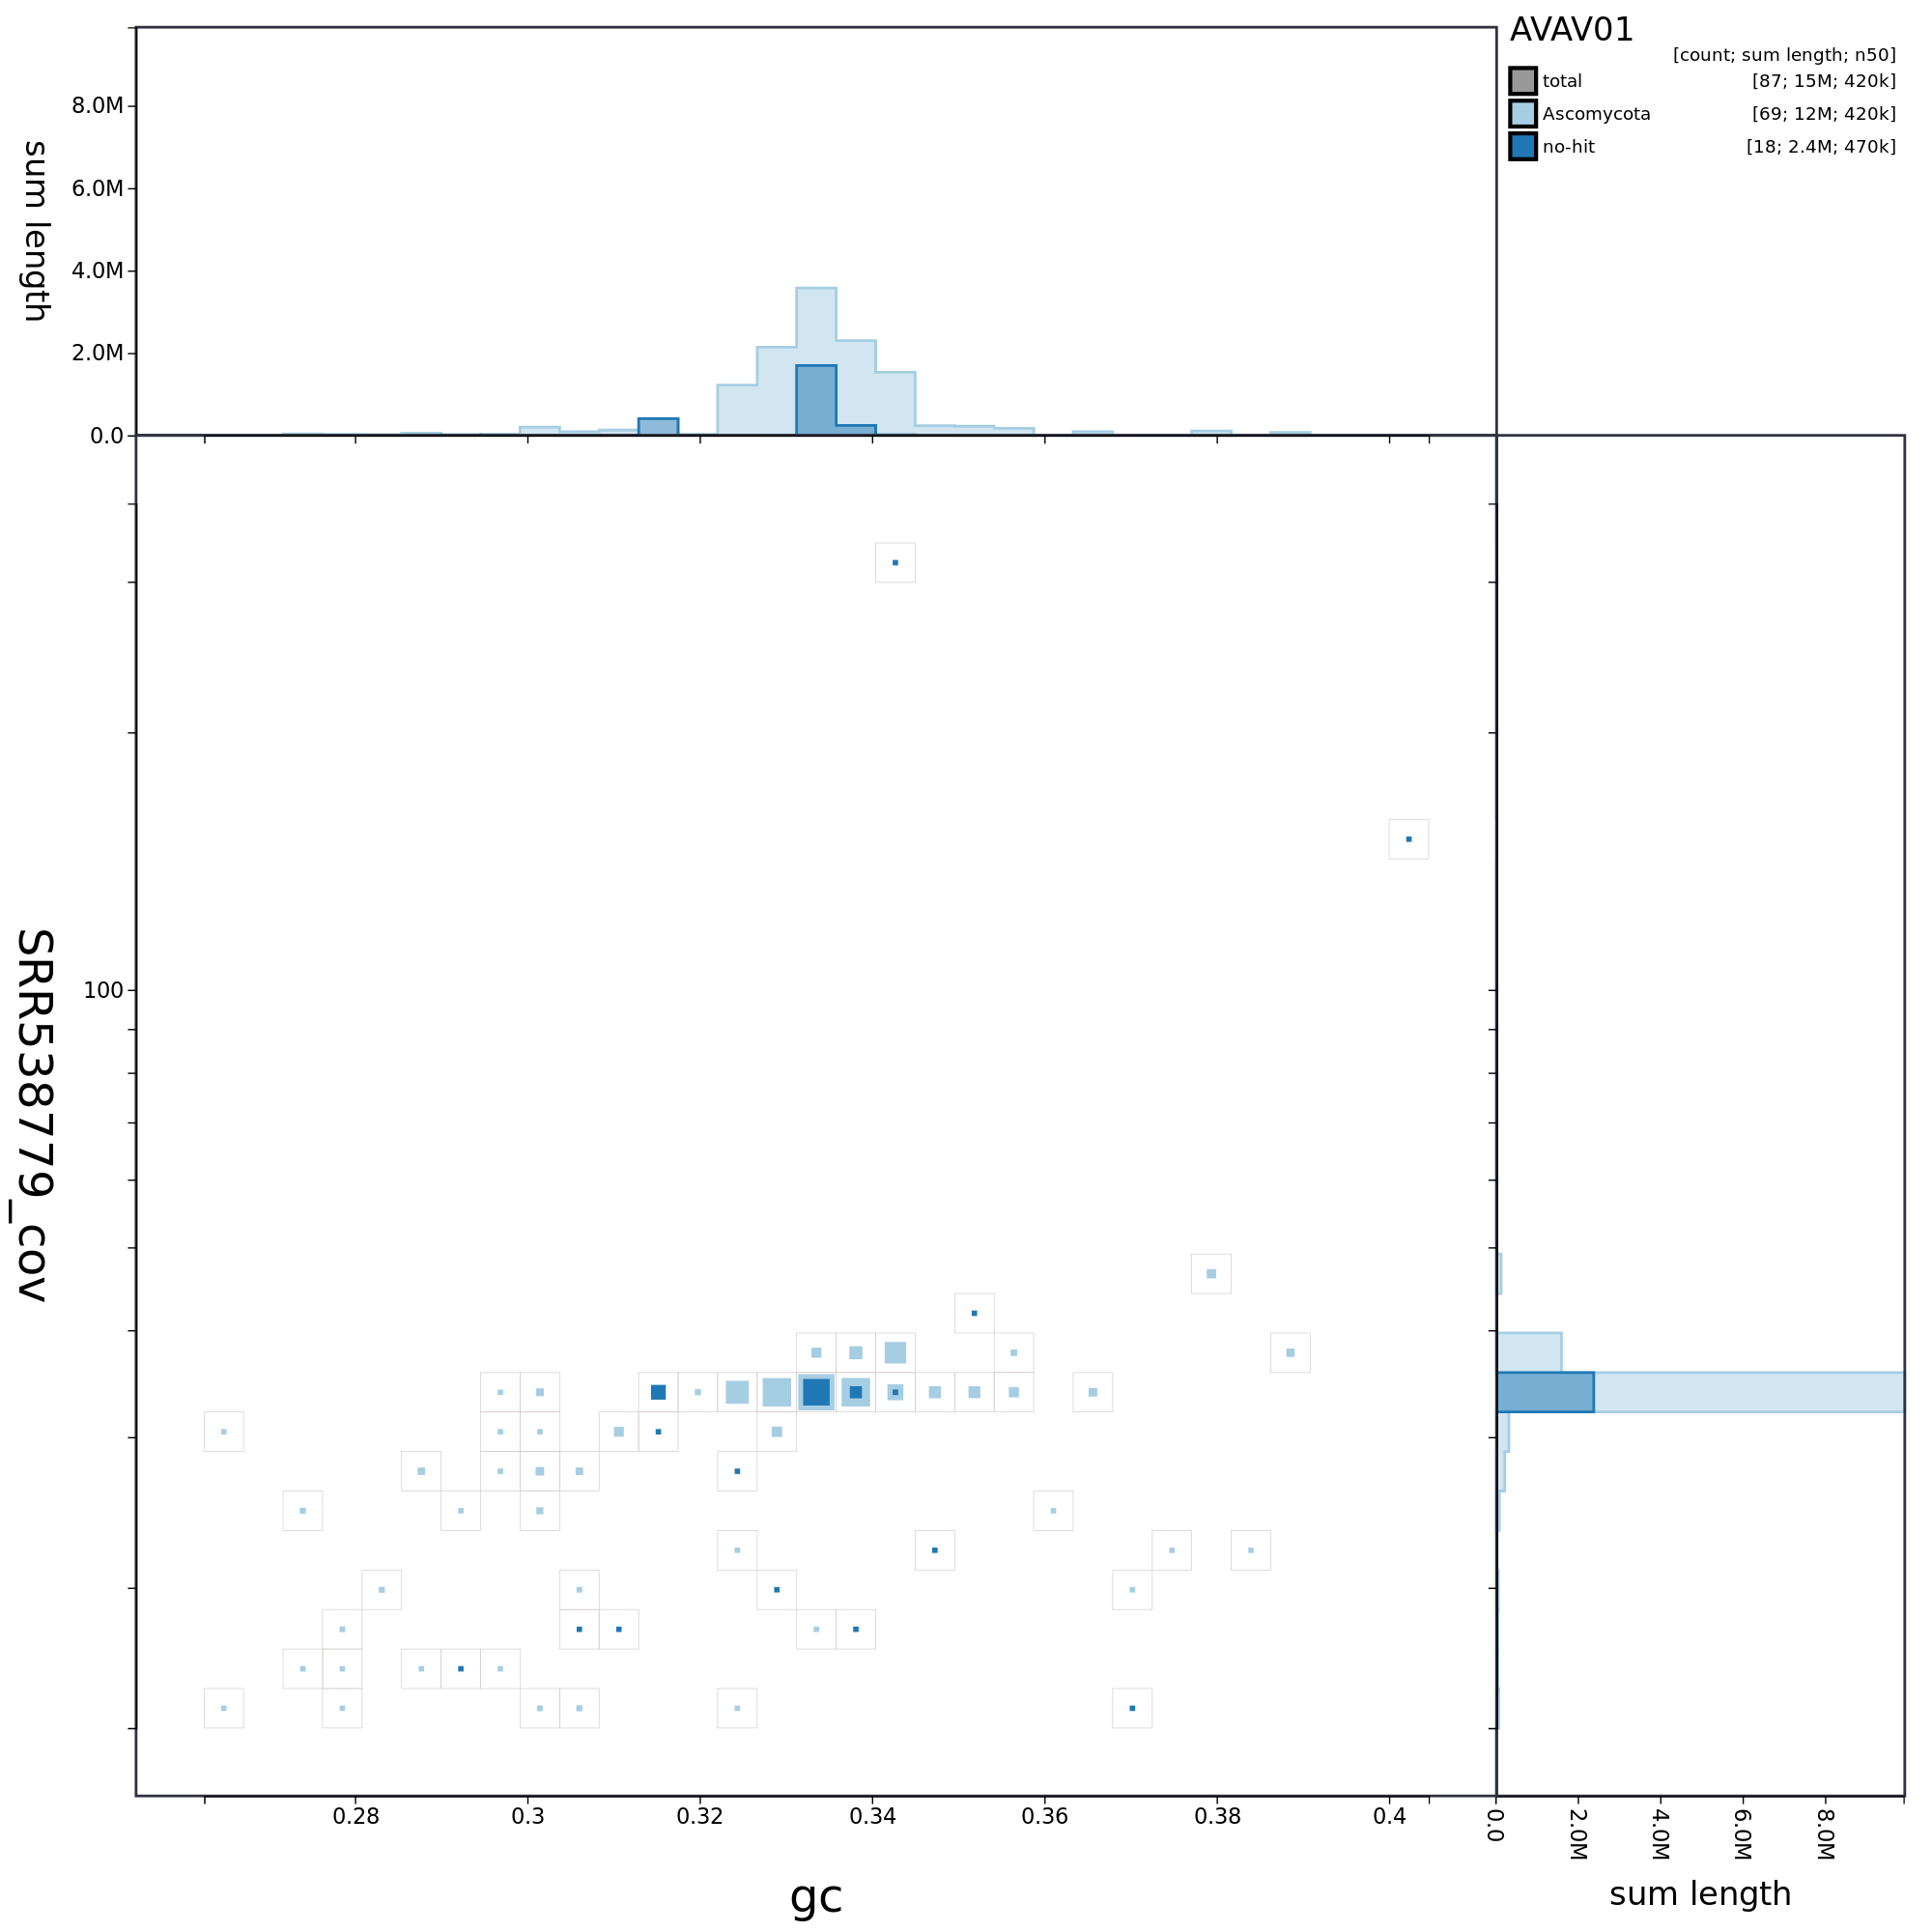 AVAV01
[count; sum length; n50]
total [87; 15M; 420k]
Ascomycota [69; 12M; 420k]
no-hit [18; 2.4M; 470k]
sum length
8.0M
6.0M
4.0M
2.0M
0.0
SRR538779_cov
100
0.28 0.3 0.32 0.34 0.36 0.38 0.4
gc
0.0 2.0M 4.0M 6.0M 8.0M
sum length